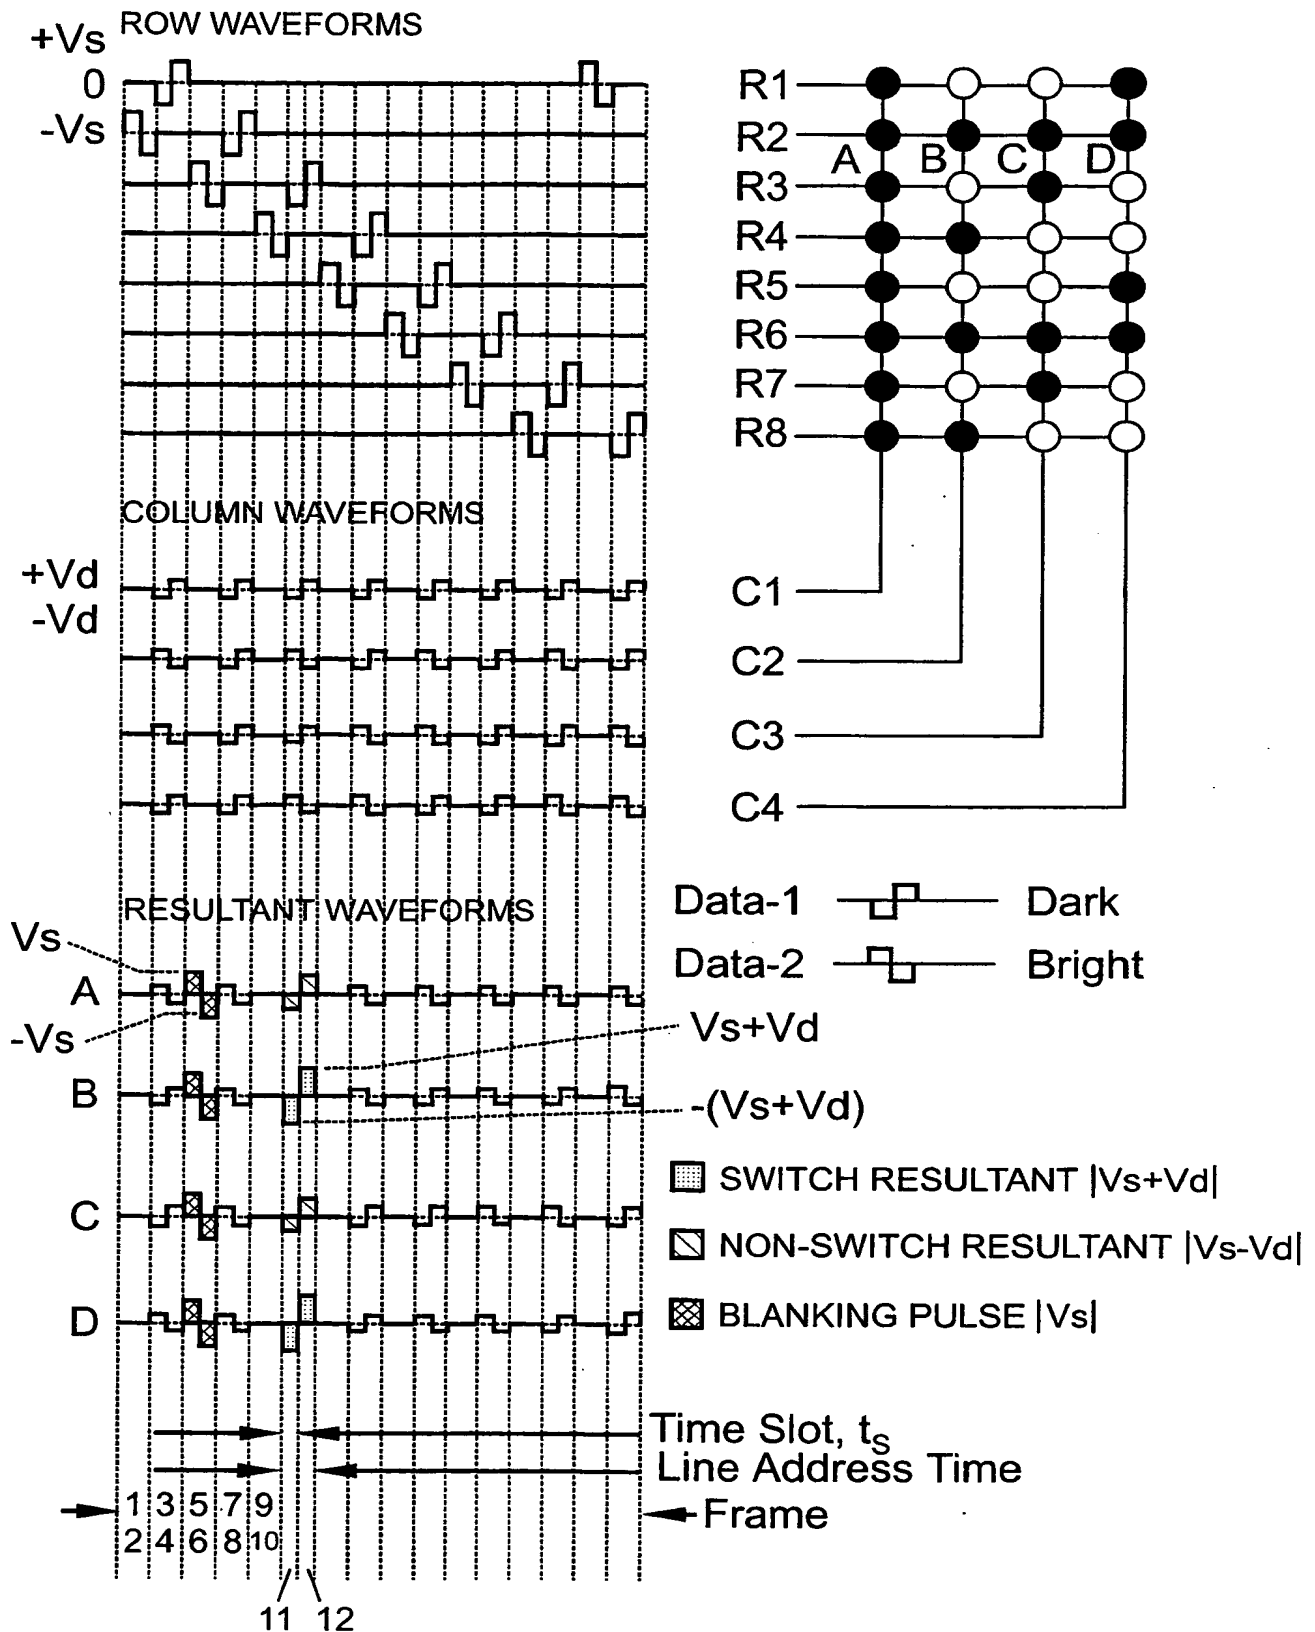 ROW WAVEFORMS
+Vs
0
-Vs
R1
R2
A B C D
R3
R4
R5
R6
R7
R8
COLUMN WAVEFORMS
+Vd
-Vd
C1
C2
C3
C4
Data-1 Dark
Data-2 Bright
RESULTANT WAVEFORMS
Vs
A
-Vs
Vs+Vd
B
-(Vs+Vd)
SWITCH RESULTANT |Vs+Vd|
C
NON-SWITCH RESULTANT |Vs-Vd|
D
BLANKING PULSE |Vs|
Time Slot, ts
Line Address Time
1 3 5 7 9
Frame
2 4 6 8 10
11 12